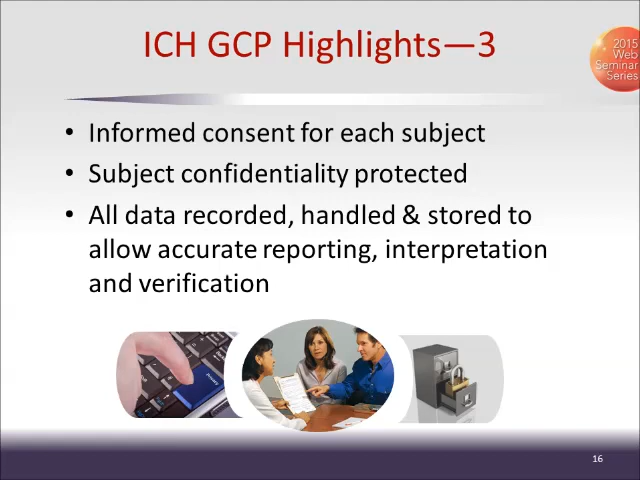 ICH GCP Highlights—3
2015
Web
Seminar
Series
• Informed consent for each subject
• Subject confidentiality protected
• All data recorded, handled & stored to
allow accurate reporting, interpretation
and verification
16